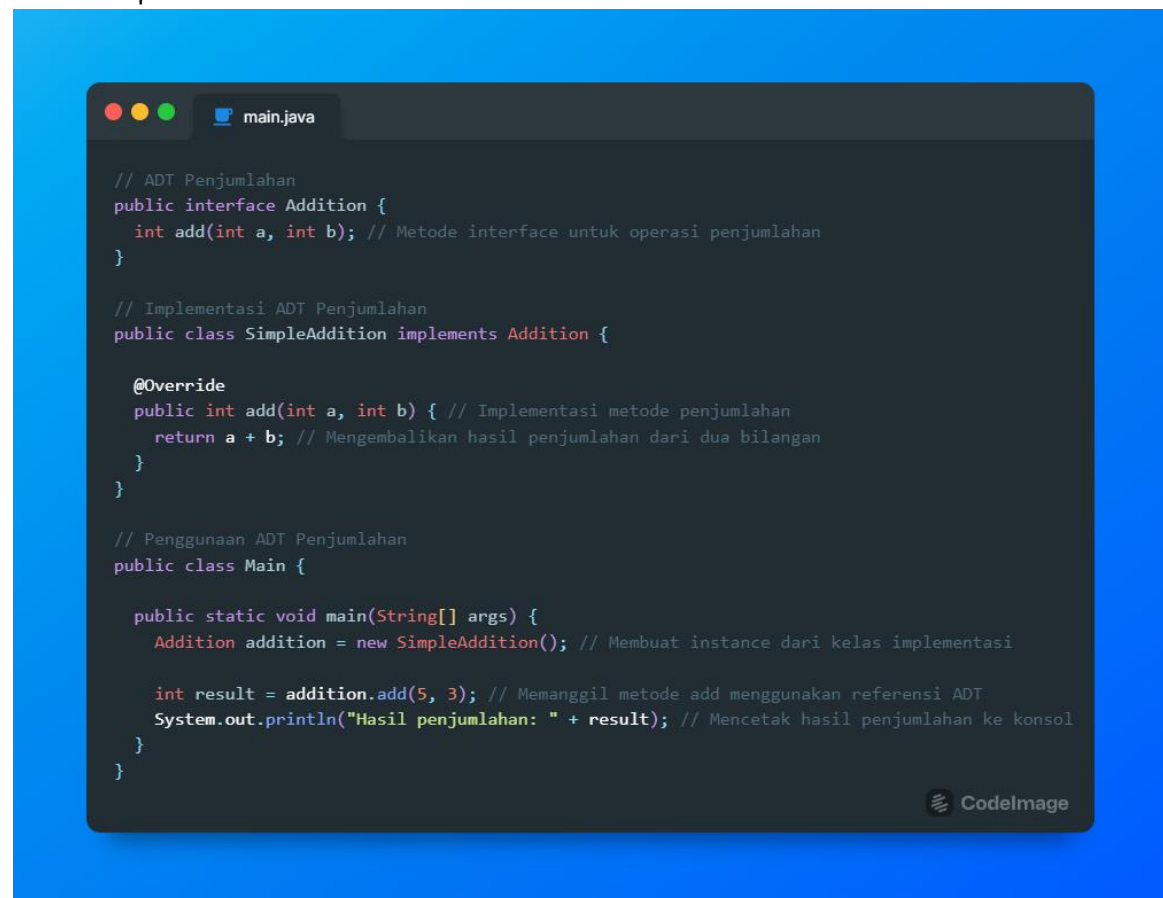 main.java
// ADT Penjumlahan
public interface Addition {
  int add(int a, int b); // Metode interface untuk operasi penjumlahan
}
// Implementasi ADT Penjumlahan
public class SimpleAddition implements Addition {
  @Override
  public int add(int a, int b) { // Implementasi metode penjumlahan
    return a + b; // Mengembalikan hasil penjumlahan dari dua bilangan
  }
}
// Penggunaan ADT Penjumlahan
public class Main {
  public static void main(String[] args) {
    Addition addition = new SimpleAddition(); // Membuat instance dari kelas implementasi
    int result = addition.add(5, 3); // Memanggil metode add menggunakan referensi ADT
    System.out.println("Hasil penjumlahan: " + result); // Mencetak hasil penjumlahan ke konsol
  }
}
CodeImage